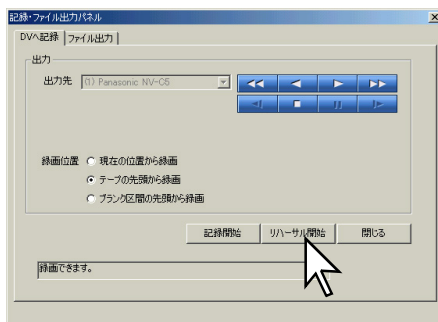 記録・ファイル出力パネル
DVへ記録 ファイル出力
出力
出力先 (1) Panasonic NV-C5
録画位置 現在の位置から録画
テープの先頭から録画
ブランク区間の先頭から録画
記録開始 リハーサル開始 閉じる
録画できます。